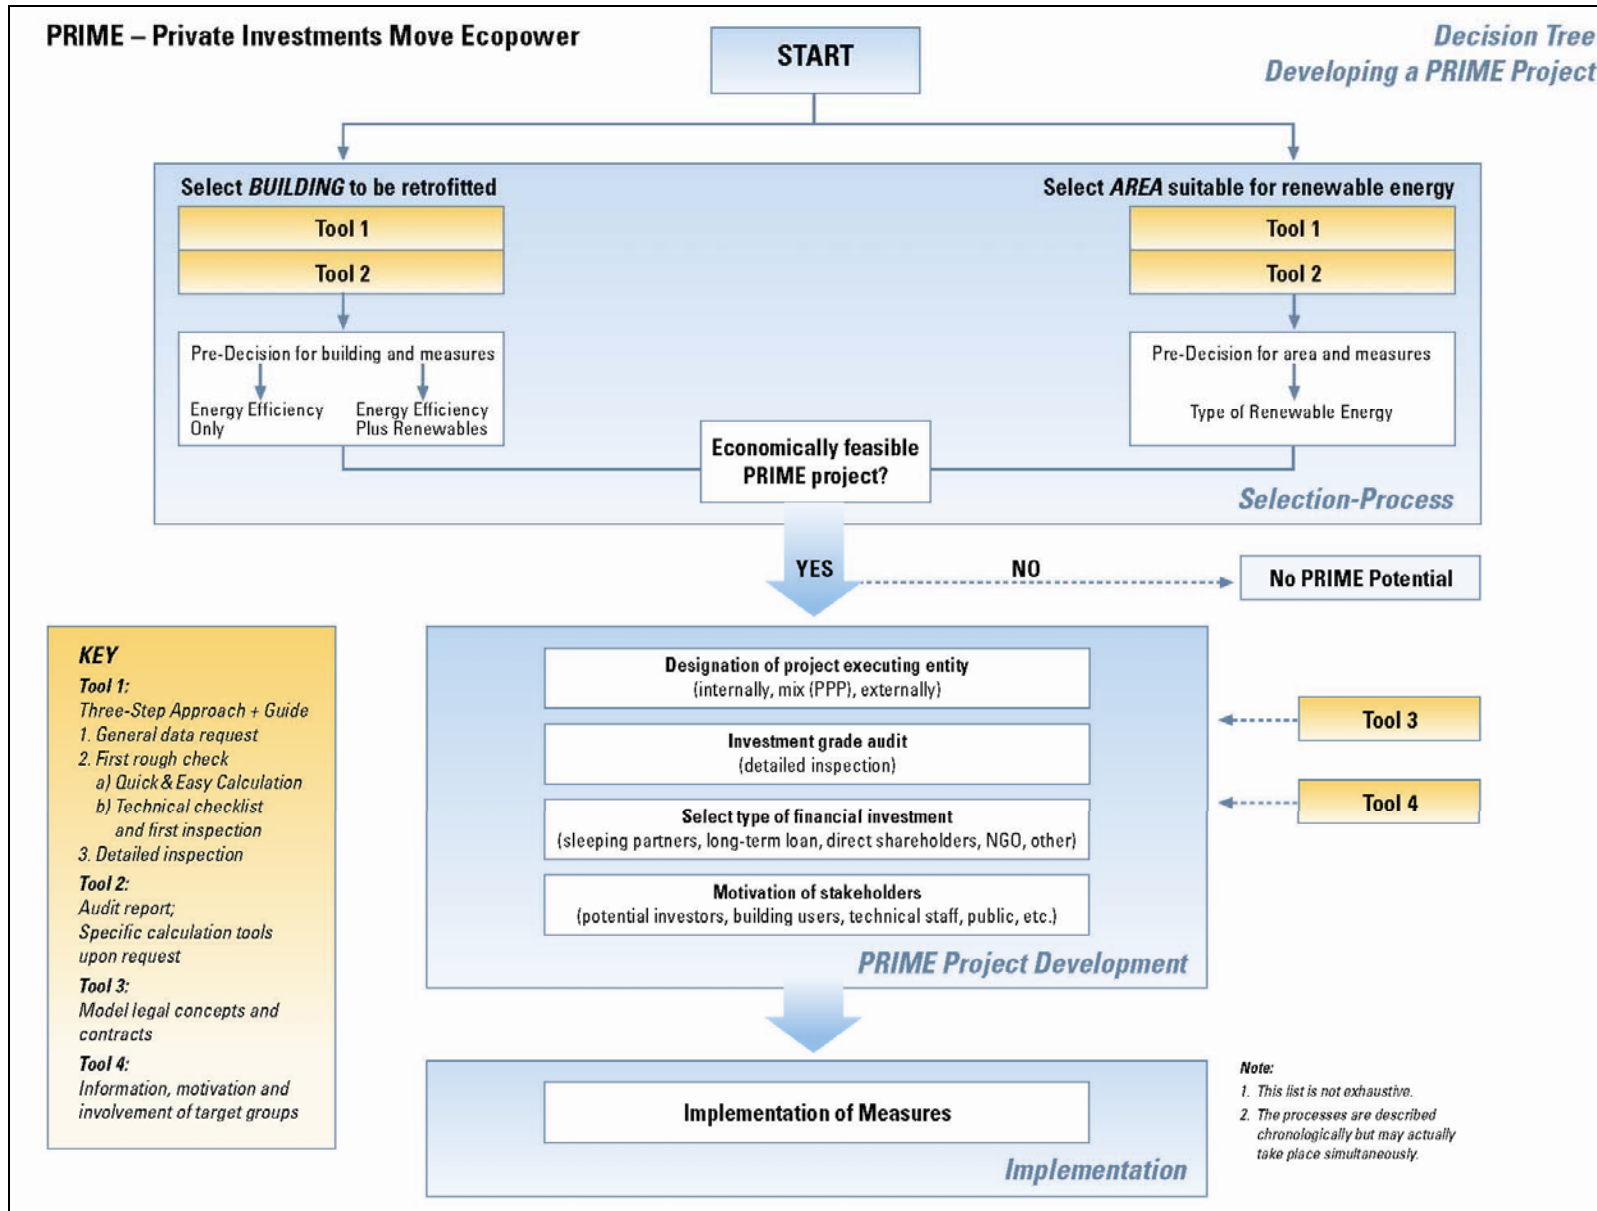 PRIME – Private Investments Move Ecopower
START
Decision Tree
Developing a PRIME Project
Select BUILDING to be retrofitted
Tool 1
Tool 2
Pre-Decision for building and measures
Energy Efficiency
Only
Energy Efficiency
Plus Renewables
Select AREA suitable for renewable energy
Tool 1
Tool 2
Pre-Decision for area and measures
Type of Renewable Energy
Economically feasible
PRIME project?
Selection-Process
YES
NO
No PRIME Potential
KEY
Tool 1:
Three-Step Approach + Guide
1. General data request
2. First rough check
a) Quick & Easy Calculation
b) Technical checklist
and first inspection
3. Detailed inspection
Tool 2:
Audit report;
Specific calculation tools
upon request
Tool 3:
Model legal concepts and
contracts
Tool 4:
Information, motivation and
involvement of target groups
Designation of project executing entity
(internally, mix (PPP), externally)
Investment grade audit
(detailed inspection)
Select type of financial investment
(sleeping partners, long-term loan, direct shareholders, NGO, other)
Motivation of stakeholders
(potential investors, building users, technical staff, public, etc.)
PRIME Project Development
Tool 3
Tool 4
Implementation of Measures
Implementation
Note:
1. This list is not exhaustive.
2. The processes are described
chronologically but may actually
take place simultaneously.